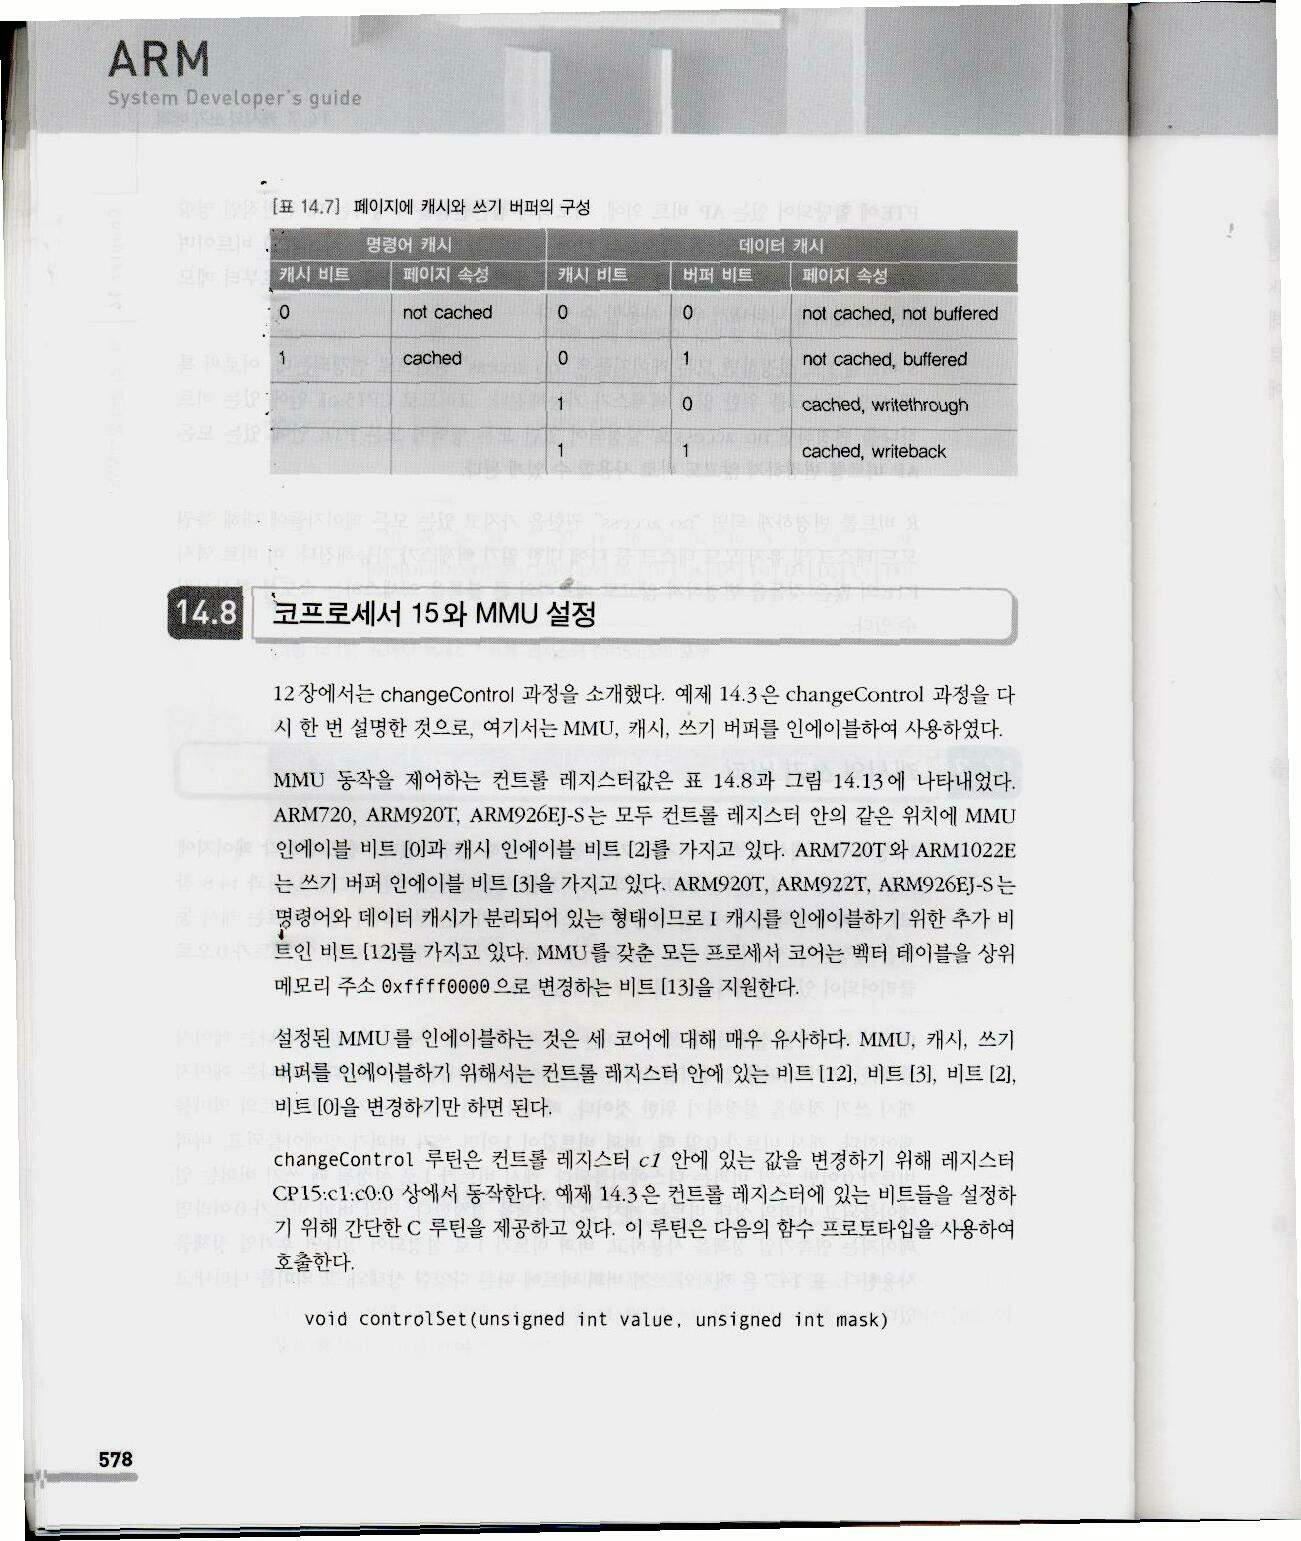 ARM
System Developer's guide
[표 14.7] 페이지에 캐시와 쓰기 버퍼의 구성
명령어 캐시 데이터 캐시
캐시 비트 페이지 속성 캐시 비트 버퍼 비트 페이지 속성
0 not cached 0 0 not cached, not buffered
1 cached 0 1 not cached, buffered
1 0 cached, writethrough
1 1 cached, writeback
14.8 코프로세서 15와 MMU 설정
12장에서는 changeControl 과정을 소개했다. 예제 14.3은 changeControl 과정을 다
시 한 번 설명한 것으로, 여기서는 MMU, 캐시, 쓰기 버퍼를 인에이블하여 사용하였다.
MMU 동작을 제어하는 컨트롤 레지스터값은 표 14.8과 그림 14.13에 나타내었다.
ARM720, ARM920T, ARM926EJ-S는 모두 컨트롤 레지스터 안의 같은 위치에 MMU
인에이블 비트 [0]과 캐시 인에이블 비트 [2]를 가지고 있다. ARM720T와 ARM1022E
는 쓰기 버퍼 인에이블 비트 [3]을 가지고 있다. ARM920T, ARM922T, ARM926EJ-S는
명령어와 데이터 캐시가 분리되어 있는 형태이므로 I 캐시를 인에이블하기 위한 추가 비
트인 비트 [12]를 가지고 있다. MMU를 갖춘 모든 프로세서 코어는 벡터 테이블을 상위
메모리 주소 0xffff0000으로 변경하는 비트 [13]을 지원한다.
설정된 MMU를 인에이블하는 것은 세 코어에 대해 매우 유사하다. MMU, 캐시, 쓰기
버퍼를 인에이블하기 위해서는 컨트롤 레지스터 안에 있는 비트 [12], 비트 [3], 비트 [2],
비트 [0]을 변경하기만 하면 된다.
changeControl 루틴은 컨트롤 레지스터 c1 안에 있는 값을 변경하기 위해 레지스터
CP15:c1:c0:0 상에서 동작한다. 예제 14.3은 컨트롤 레지스터에 있는 비트들을 설정하
기 위해 간단한 C 루틴을 제공하고 있다. 이 루틴은 다음의 함수 프로토타입을 사용하여
호출한다.
void controlSet(unsigned int value, unsigned int mask)
578